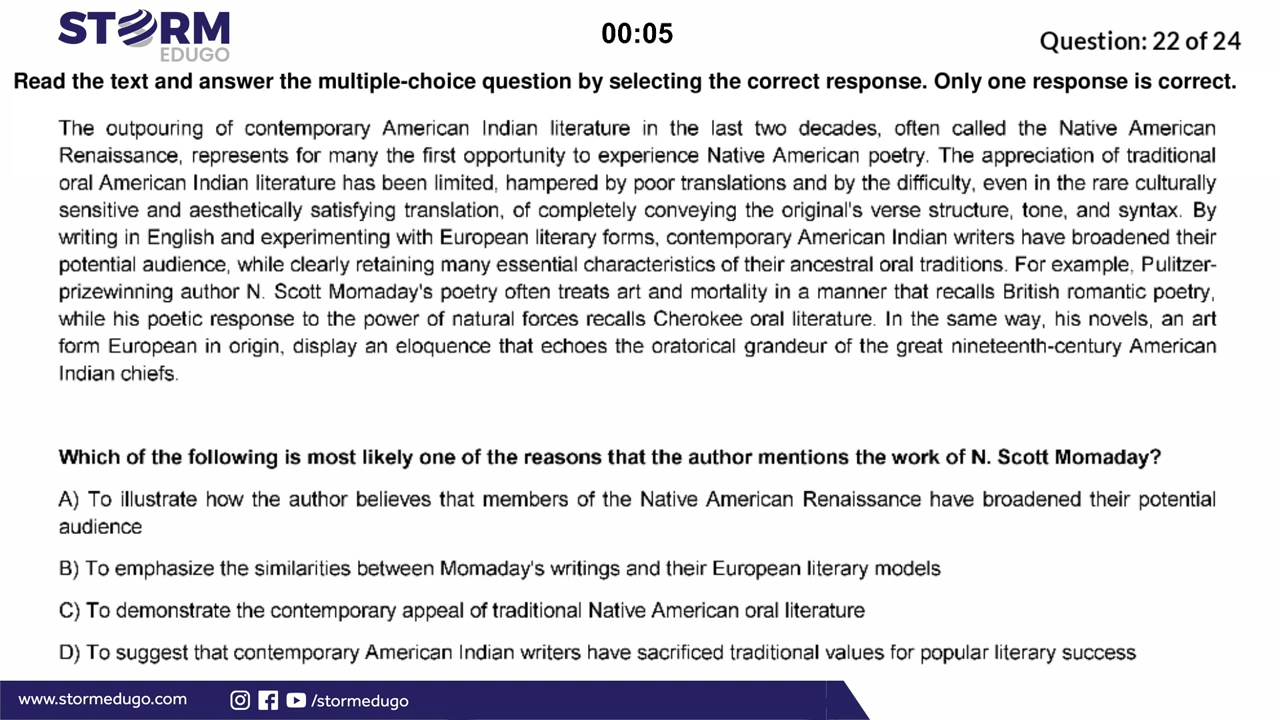 STORM
EDUGO
00:05
Question: 22 of 24
Read the text and answer the multiple-choice question by selecting the correct response. Only one response is correct.
The outpouring of contemporary American Indian literature in the last two decades, often called the Native American
Renaissance, represents for many the first opportunity to experience Native American poetry. The appreciation of traditional
oral American Indian literature has been limited, hampered by poor translations and by the difficulty, even in the rare culturally
sensitive and aesthetically satisfying translation, of completely conveying the original's verse structure, tone, and syntax. By
writing in English and experimenting with European literary forms, contemporary American Indian writers have broadened their
potential audience, while clearly retaining many essential characteristics of their ancestral oral traditions. For example, Pulitzer-
prizewinning author N. Scott Momaday's poetry often treats art and mortality in a manner that recalls British romantic poetry,
while his poetic response to the power of natural forces recalls Cherokee oral literature. In the same way, his novels, an art
form European in origin, display an eloquence that echoes the oratorical grandeur of the great nineteenth-century American
Indian chiefs.
Which of the following is most likely one of the reasons that the author mentions the work of N. Scott Momaday?
A) To illustrate how the author believes that members of the Native American Renaissance have broadened their potential
audience
B) To emphasize the similarities between Momaday's writings and their European literary models
C) To demonstrate the contemporary appeal of traditional Native American oral literature
D) To suggest that contemporary American Indian writers have sacrificed traditional values for popular literary success
www.stormedugo.com
/stormedugo